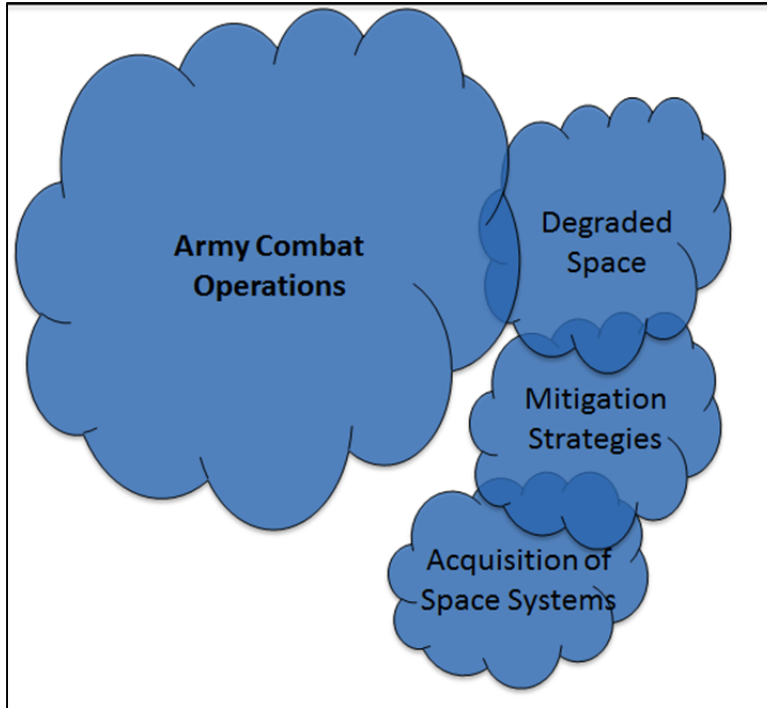 Army Combat
Operations
Degraded
Space
Mitigation
Strategies
Acquisition of
Space Systems